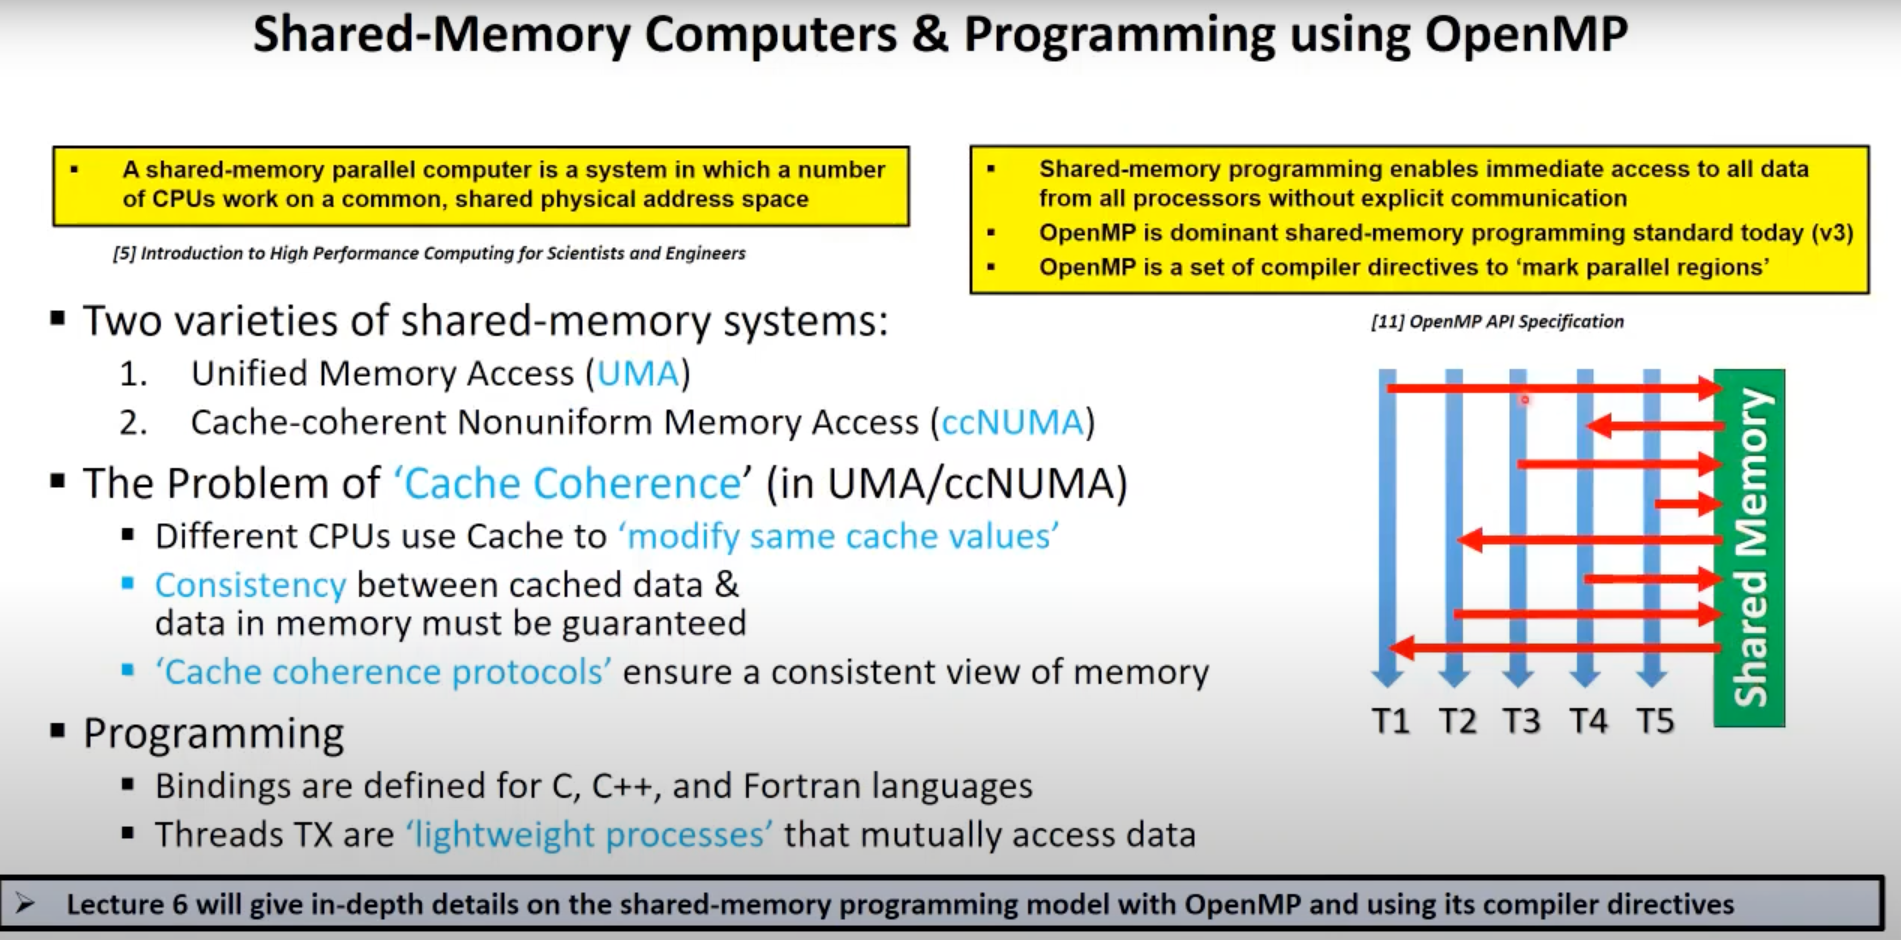 Shared-Memory Computers & Programming using OpenMP
▪ A shared-memory parallel computer is a system in which a number
of CPUs work on a common, shared physical address space
[5] Introduction to High Performance Computing for Scientists and Engineers
▪ Shared-memory programming enables immediate access to all data
from all processors without explicit communication
▪ OpenMP is dominant shared-memory programming standard today (v3)
▪ OpenMP is a set of compiler directives to ‘mark parallel regions’
[11] OpenMP API Specification
▪ Two varieties of shared-memory systems:
1. Unified Memory Access (UMA)
2. Cache-coherent Nonuniform Memory Access (ccNUMA)
▪ The Problem of ‘Cache Coherence’ (in UMA/ccNUMA)
▪ Different CPUs use Cache to ‘modify same cache values’
▪ Consistency between cached data &
data in memory must be guaranteed
▪ ‘Cache coherence protocols’ ensure a consistent view of memory
▪ Programming
▪ Bindings are defined for C, C++, and Fortran languages
▪ Threads TX are ‘lightweight processes’ that mutually access data
T1 T2 T3 T4 T5
Shared Memory
➢ Lecture 6 will give in-depth details on the shared-memory programming model with OpenMP and using its compiler directives